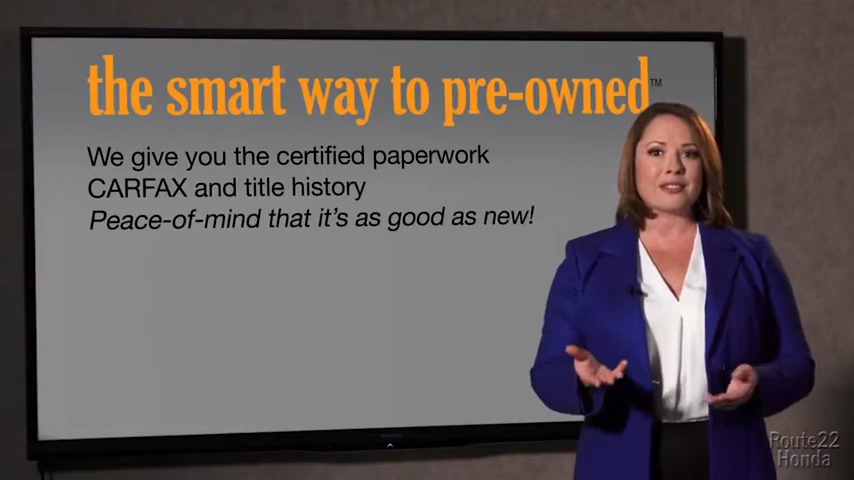 the smart way to pre-owned™
We give you the certified paperwork
CARFAX and title history
Peace-of-mind that it's as good as new!
Route22
Honda